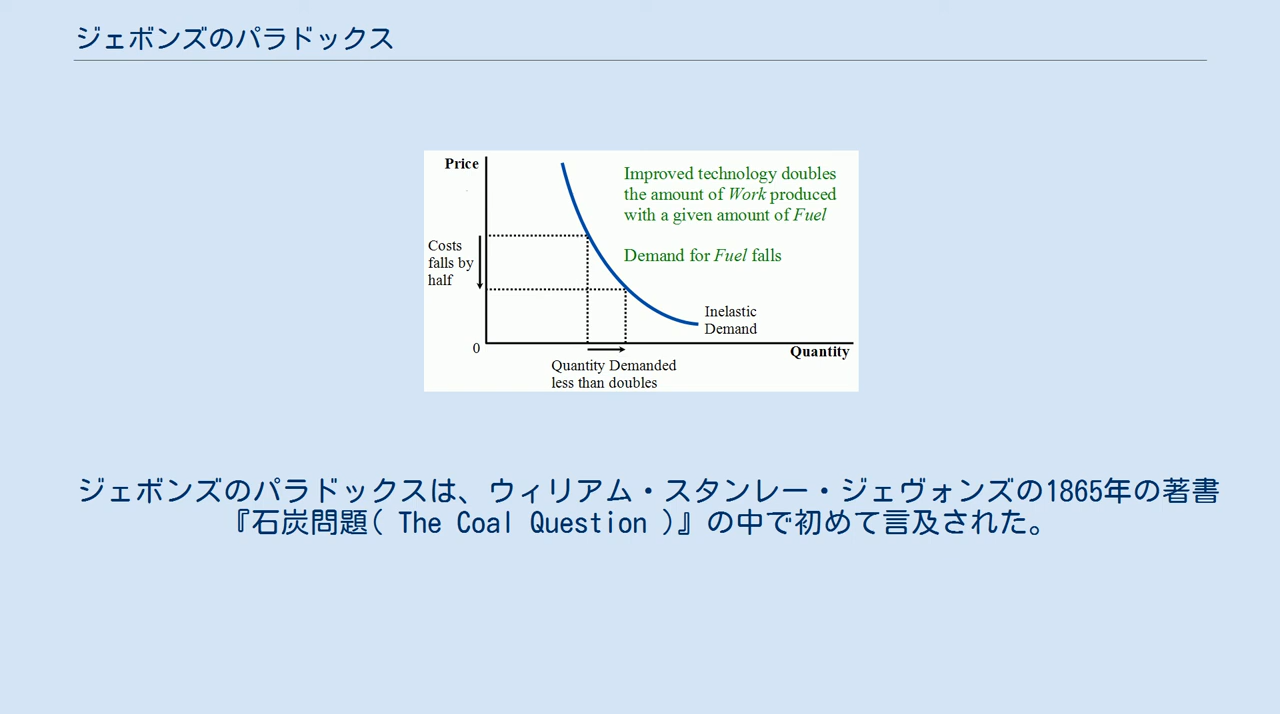 ジェボンズのパラドックス
Price
Improved technology doubles
the amount of Work produced
with a given amount of Fuel
Demand for Fuel falls
Costs
falls by
half
Inelastic
Demand
0
Quantity
Quantity Demanded
less than doubles
ジェボンズのパラドックスは、ウィリアム・スタンレー・ジェヴォンズの1865年の著書
『石炭問題( The Coal Question )』の中で初めて言及された。